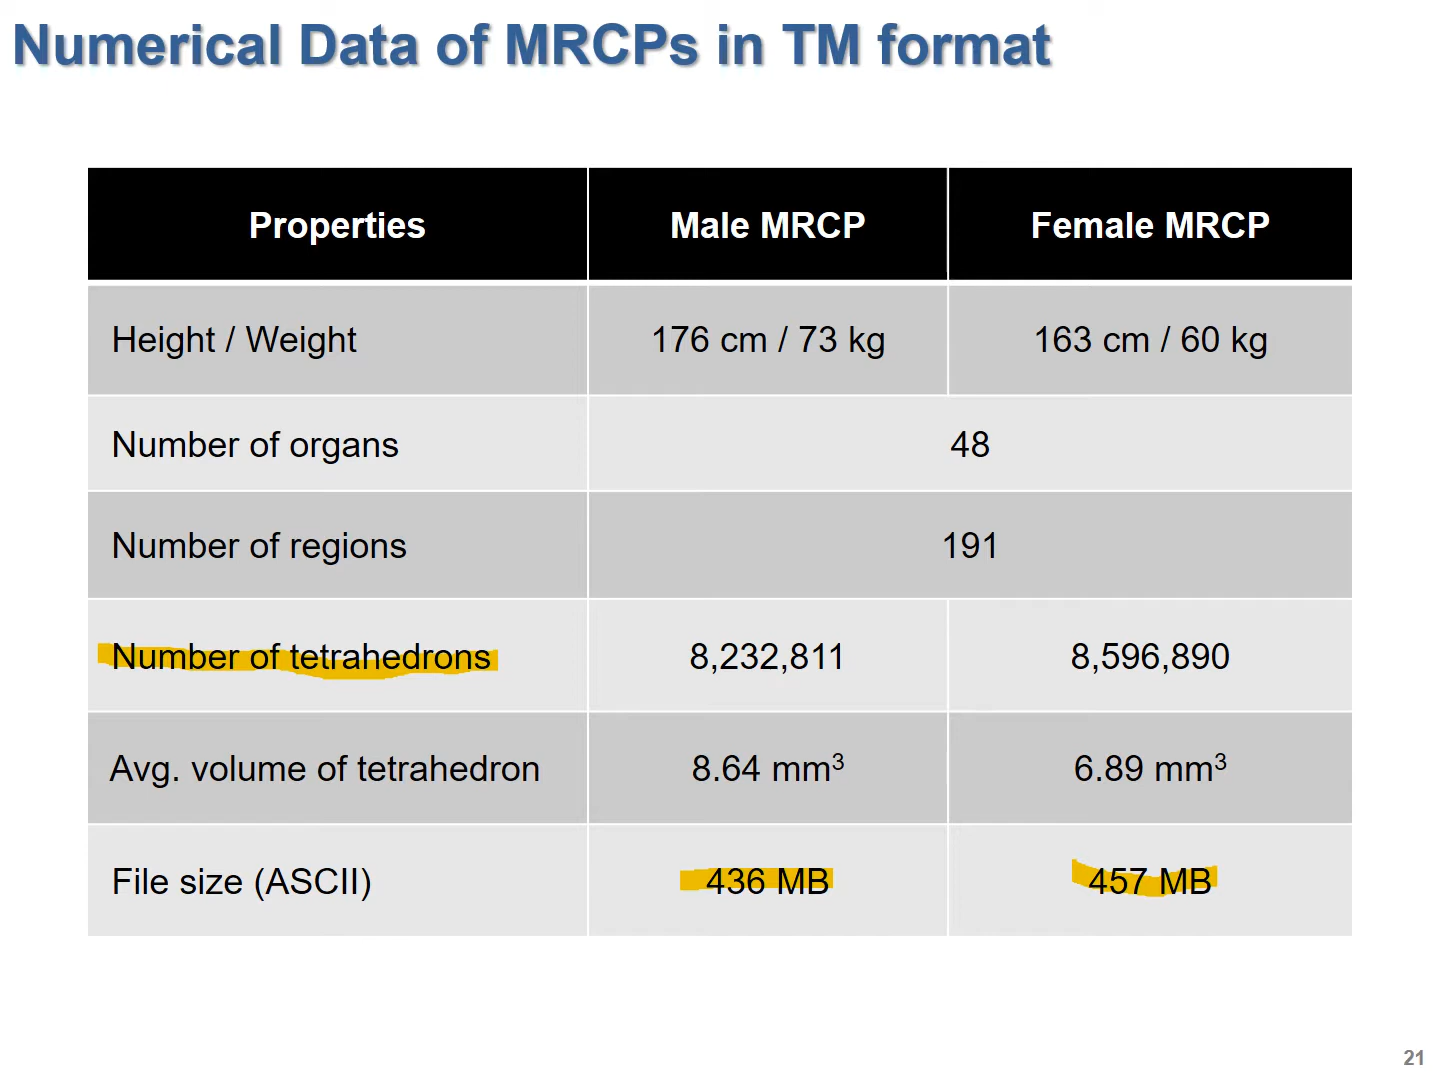 Numerical Data of MRCPs in TM format
Properties Male MRCP Female MRCP
Height / Weight 176 cm / 73 kg 163 cm / 60 kg
Number of organs 48
Number of regions 191
Number of tetrahedrons 8,232,811 8,596,890
Avg. volume of tetrahedron 8.64 mm³ 6.89 mm³
File size (ASCII) 436 MB 457 MB
21